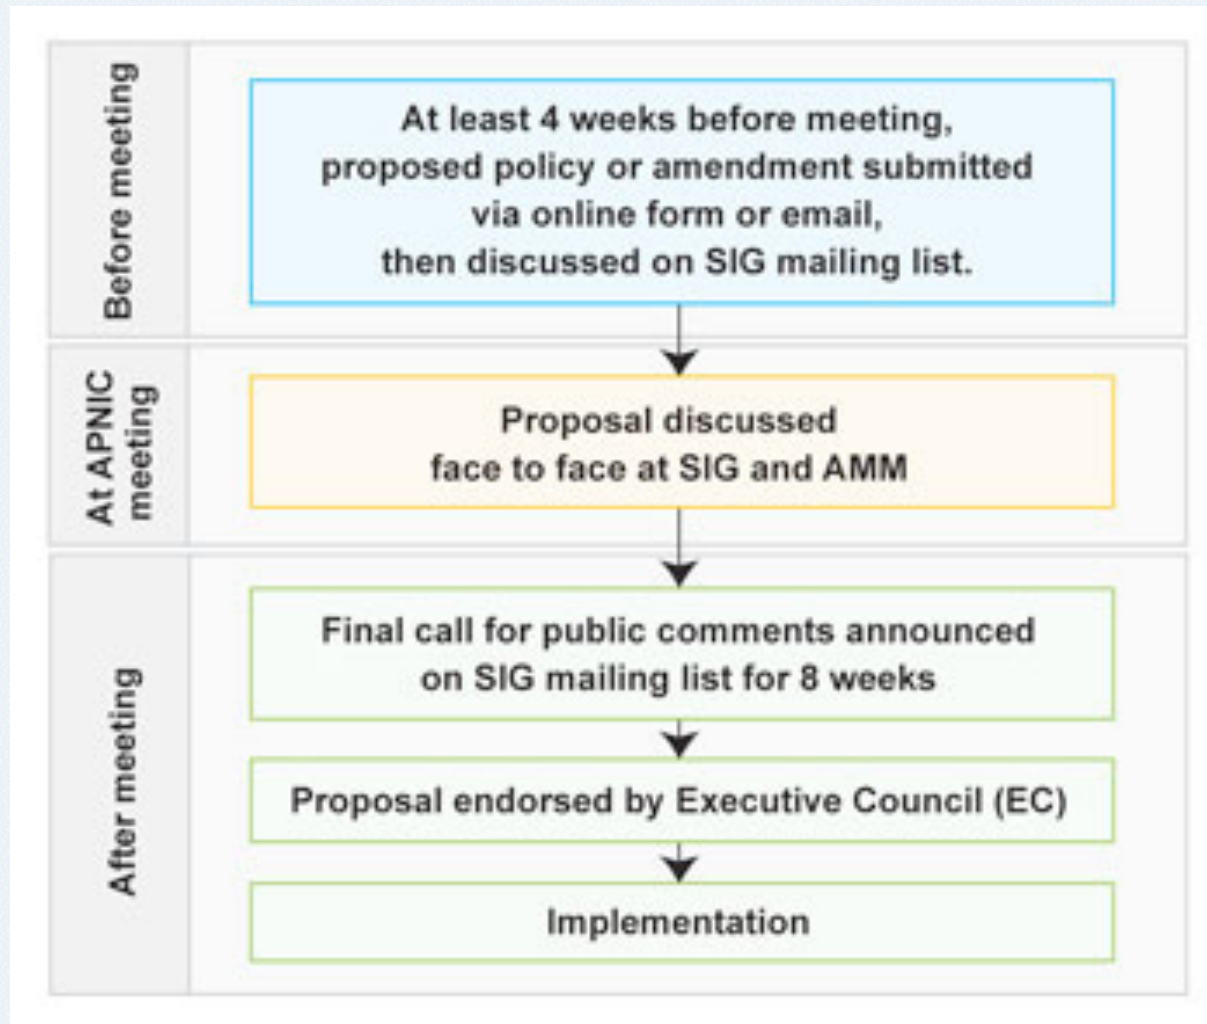 Before meeting
At least 4 weeks before meeting,
proposed policy or amendment submitted
via online form or email,
then discussed on SIG mailing list.
At APNIC
meeting
Proposal discussed
face to face at SIG and AMM
After meeting
Final call for public comments announced
on SIG mailing list for 8 weeks
Proposal endorsed by Executive Council (EC)
Implementation